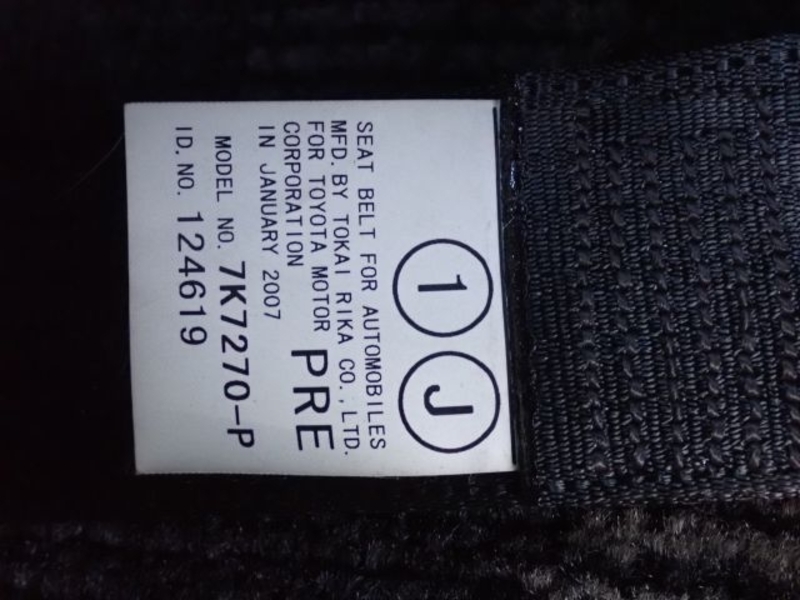 1 J
SEAT BELT FOR AUTOMOBILES
MFD. BY TOKAI RIKA CO., LTD.
FOR TOYOTA MOTOR
CORPORATION PRE
IN JANUARY 2007
MODEL NO. 7K7270-P
ID. NO. 124619